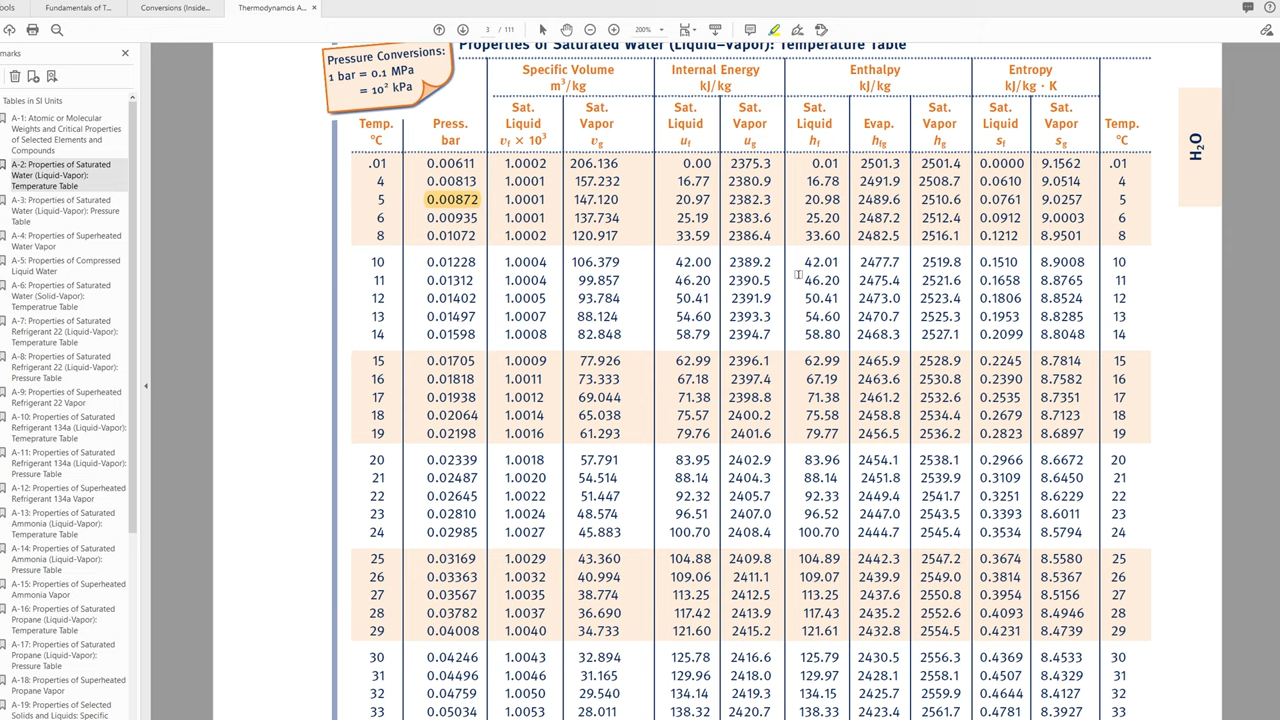 ools
Fundamentals of T...
Conversions (Inside...
Thermodynamcis A... ×
3 / 111
200%
marks
Tables in SI Units
A-1: Atomic or Molecular
Weights and Critical Properties
of Selected Elements and
Compounds
A-2: Properties of Saturated
Water (Liquid-Vapor):
Temperature Table
A-3: Properties of Saturated
Water (Liquid-Vapor): Pressure
Table
A-4: Properties of Superheated
Water Vapor
A-5: Properties of Compressed
Liquid Water
A-6: Properties of Saturated
Water (Solid-Vapor):
Temperatrue Table
A-7: Properties of Saturated
Refrigerant 22 (Liquid-Vapor):
Temperature Table
A-8: Properties of Saturated
Refrigerant 22 (Liquid-Vapor):
Pressure Table
A-9: Properties of Superheated
Refrigerant 22 Vapor
A-10: Properties of Saturated
Refrigerant 134a (Liquid-Vapor):
Temperature Table
A-11: Properties of Saturated
Refrigerant 134a (Liquid-Vapor):
Pressure Table
A-12: Properties of Superheated
Refrigerant 134a Vapor
A-13: Properties of Saturated
Ammonia (Liquid-Vapor):
Temperature Table
A-14: Properties of Saturated
Ammonia (Liquid-Vapor):
Pressure Table
A-15: Properties of Superheated
Ammonia Vapor
A-16: Properties of Saturated
Propane (Liquid-Vapor):
Temperature Table
A-17: Properties of Saturated
Propane (Liquid-Vapor):
Pressure Table
A-18: Properties of Superheated
Propane Vapor
A-19: Properties of Selected
Solids and Liquids: Specific
Properties of Saturated Water (Liquid–Vapor): Temperature Table
Pressure Conversions:
1 bar = 0.1 MPa
= 10² kPa
Specific Volume Internal Energy Enthalpy Entropy
m³/kg kJ/kg kJ/kg kJ/kg · K
Sat. Sat. Sat. Sat. Sat. Sat. Sat. Sat.
Temp. Press. Liquid Vapor Liquid Vapor Liquid Evap. Vapor Liquid Vapor Temp.
°C bar vf × 10³ vg uf ug hf hfg hg sf sg °C
.01 0.00611 1.0002 206.136 0.00 2375.3 0.01 2501.3 2501.4 0.0000 9.1562 .01
4 0.00813 1.0001 157.232 16.77 2380.9 16.78 2491.9 2508.7 0.0610 9.0514 4
5 0.00872 1.0001 147.120 20.97 2382.3 20.98 2489.6 2510.6 0.0761 9.0257 5
6 0.00935 1.0001 137.734 25.19 2383.6 25.20 2487.2 2512.4 0.0912 9.0003 6
8 0.01072 1.0002 120.917 33.59 2386.4 33.60 2482.5 2516.1 0.1212 8.9501 8
10 0.01228 1.0004 106.379 42.00 2389.2 42.01 2477.7 2519.8 0.1510 8.9008 10
11 0.01312 1.0004 99.857 46.20 2390.5 46.20 2475.4 2521.6 0.1658 8.8765 11
12 0.01402 1.0005 93.784 50.41 2391.9 50.41 2473.0 2523.4 0.1806 8.8524 12
13 0.01497 1.0007 88.124 54.60 2393.3 54.60 2470.7 2525.3 0.1953 8.8285 13
14 0.01598 1.0008 82.848 58.79 2394.7 58.80 2468.3 2527.1 0.2099 8.8048 14
15 0.01705 1.0009 77.926 62.99 2396.1 62.99 2465.9 2528.9 0.2245 8.7814 15
16 0.01818 1.0011 73.333 67.18 2397.4 67.19 2463.6 2530.8 0.2390 8.7582 16
17 0.01938 1.0012 69.044 71.38 2398.8 71.38 2461.2 2532.6 0.2535 8.7351 17
18 0.02064 1.0014 65.038 75.57 2400.2 75.58 2458.8 2534.4 0.2679 8.7123 18
19 0.02198 1.0016 61.293 79.76 2401.6 79.77 2456.5 2536.2 0.2823 8.6897 19
20 0.02339 1.0018 57.791 83.95 2402.9 83.96 2454.1 2538.1 0.2966 8.6672 20
21 0.02487 1.0020 54.514 88.14 2404.3 88.14 2451.8 2539.9 0.3109 8.6450 21
22 0.02645 1.0022 51.447 92.32 2405.7 92.33 2449.4 2541.7 0.3251 8.6229 22
23 0.02810 1.0024 48.574 96.51 2407.0 96.52 2447.0 2543.5 0.3393 8.6011 23
24 0.02985 1.0027 45.883 100.70 2408.4 100.70 2444.7 2545.4 0.3534 8.5794 24
25 0.03169 1.0029 43.360 104.88 2409.8 104.89 2442.3 2547.2 0.3674 8.5580 25
26 0.03363 1.0032 40.994 109.06 2411.1 109.07 2439.9 2549.0 0.3814 8.5367 26
27 0.03567 1.0035 38.774 113.25 2412.5 113.25 2437.6 2550.8 0.3954 8.5156 27
28 0.03782 1.0037 36.690 117.42 2413.9 117.43 2435.2 2552.6 0.4093 8.4946 28
29 0.04008 1.0040 34.733 121.60 2415.2 121.61 2432.8 2554.5 0.4231 8.4739 29
30 0.04246 1.0043 32.894 125.78 2416.6 125.79 2430.5 2556.3 0.4369 8.4533 30
31 0.04496 1.0046 31.165 129.96 2418.0 129.97 2428.1 2558.1 0.4507 8.4329 31
32 0.04759 1.0050 29.540 134.14 2419.3 134.15 2425.7 2559.9 0.4644 8.4127 32
33 0.05034 1.0053 28.011 138.32 2420.7 138.33 2423.4 2561.7 0.4781 8.3927 33
H₂O